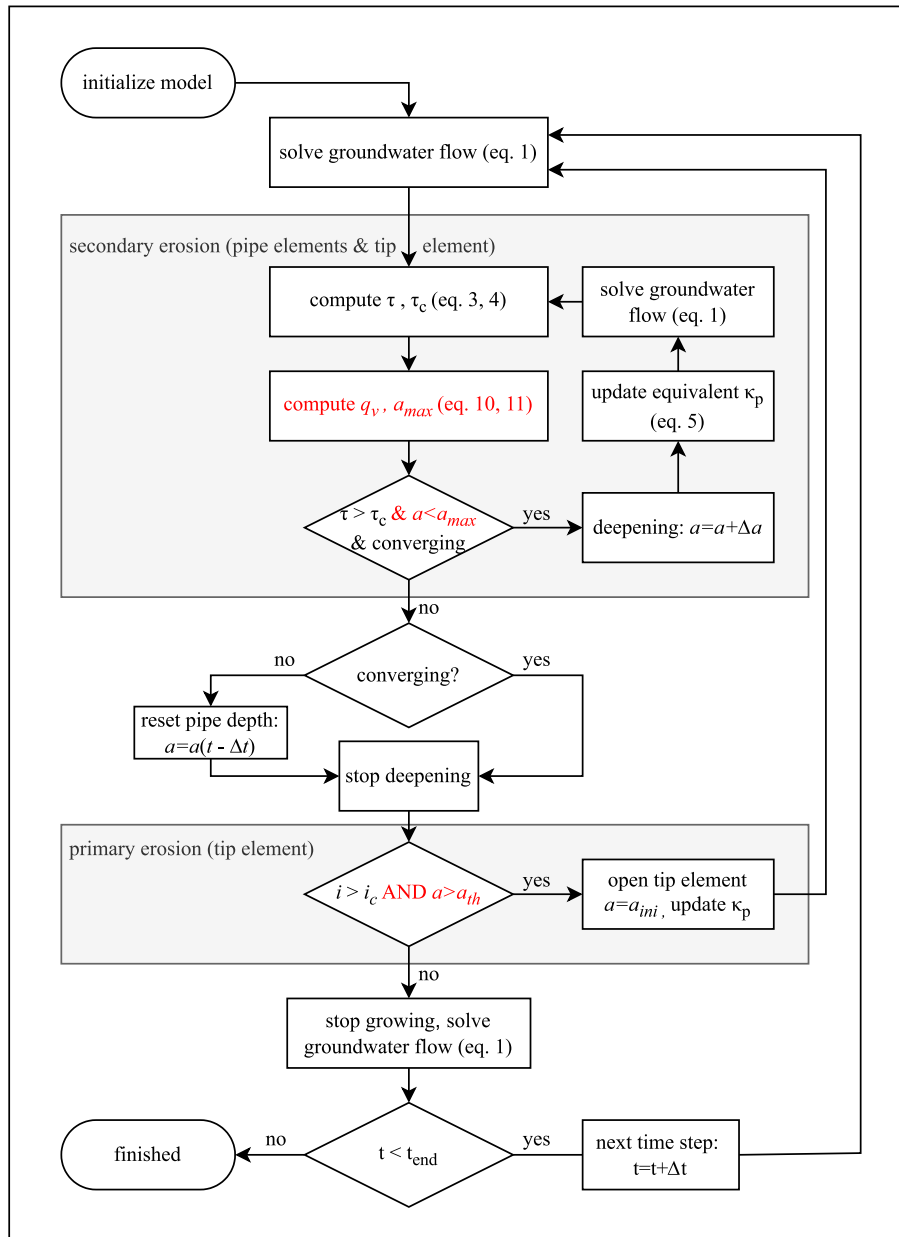 initialize model
solve groundwater flow (eq. 1)
secondary erosion (pipe elements & tip element)
compute τ , τc (eq. 3, 4)
solve groundwater
flow (eq. 1)
compute qv , amax (eq. 10, 11)
update equivalent κp
(eq. 5)
τ > τc & a<amax
& converging
yes
deepening: a=a+Δa
no
converging?
no
yes
reset pipe depth:
a=a(t - Δt)
stop deepening
primary erosion (tip element)
i > ic AND a>ath
yes
open tip element
a=aini , update κp
no
stop growing, solve
groundwater flow (eq. 1)
finished
no
t < tend
yes
next time step:
t=t+Δt